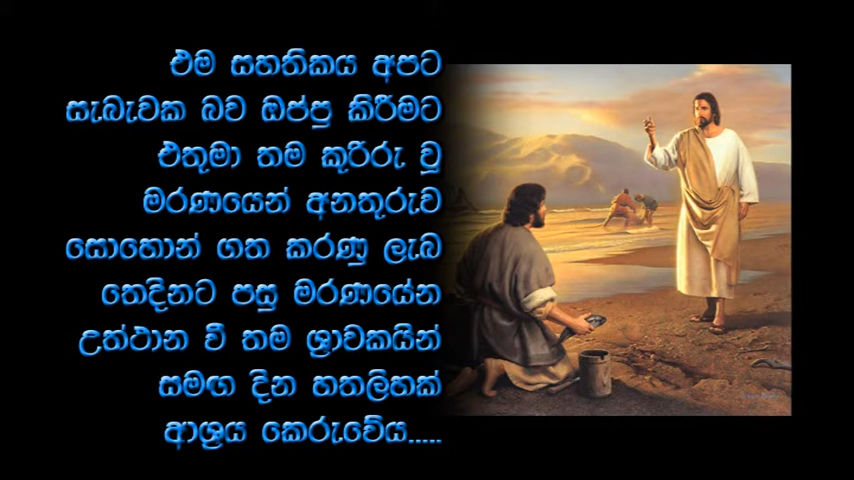 එම සහතිකය අපට
සැබැවක බව ඔප්පු කිරීමට
එතුමා තම කුරිරු වූ
මරණයෙන් අනතුරුව
සොහොන් ගත කරණු ලැබ
තෙදිනට පසු මරණයේන
උත්ථාන වී තම ශ්‍රාවකයින්
සමඟ දින හතලිහක්
ආශ්‍රය කෙරුවේය.....